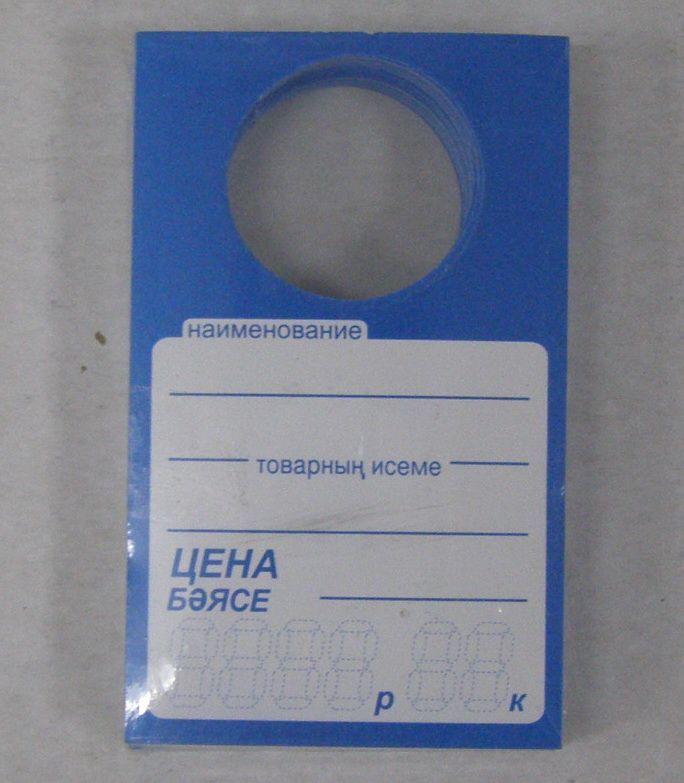 наименование
товарның исеме
ЦЕНА
БӘЯСЕ
р к